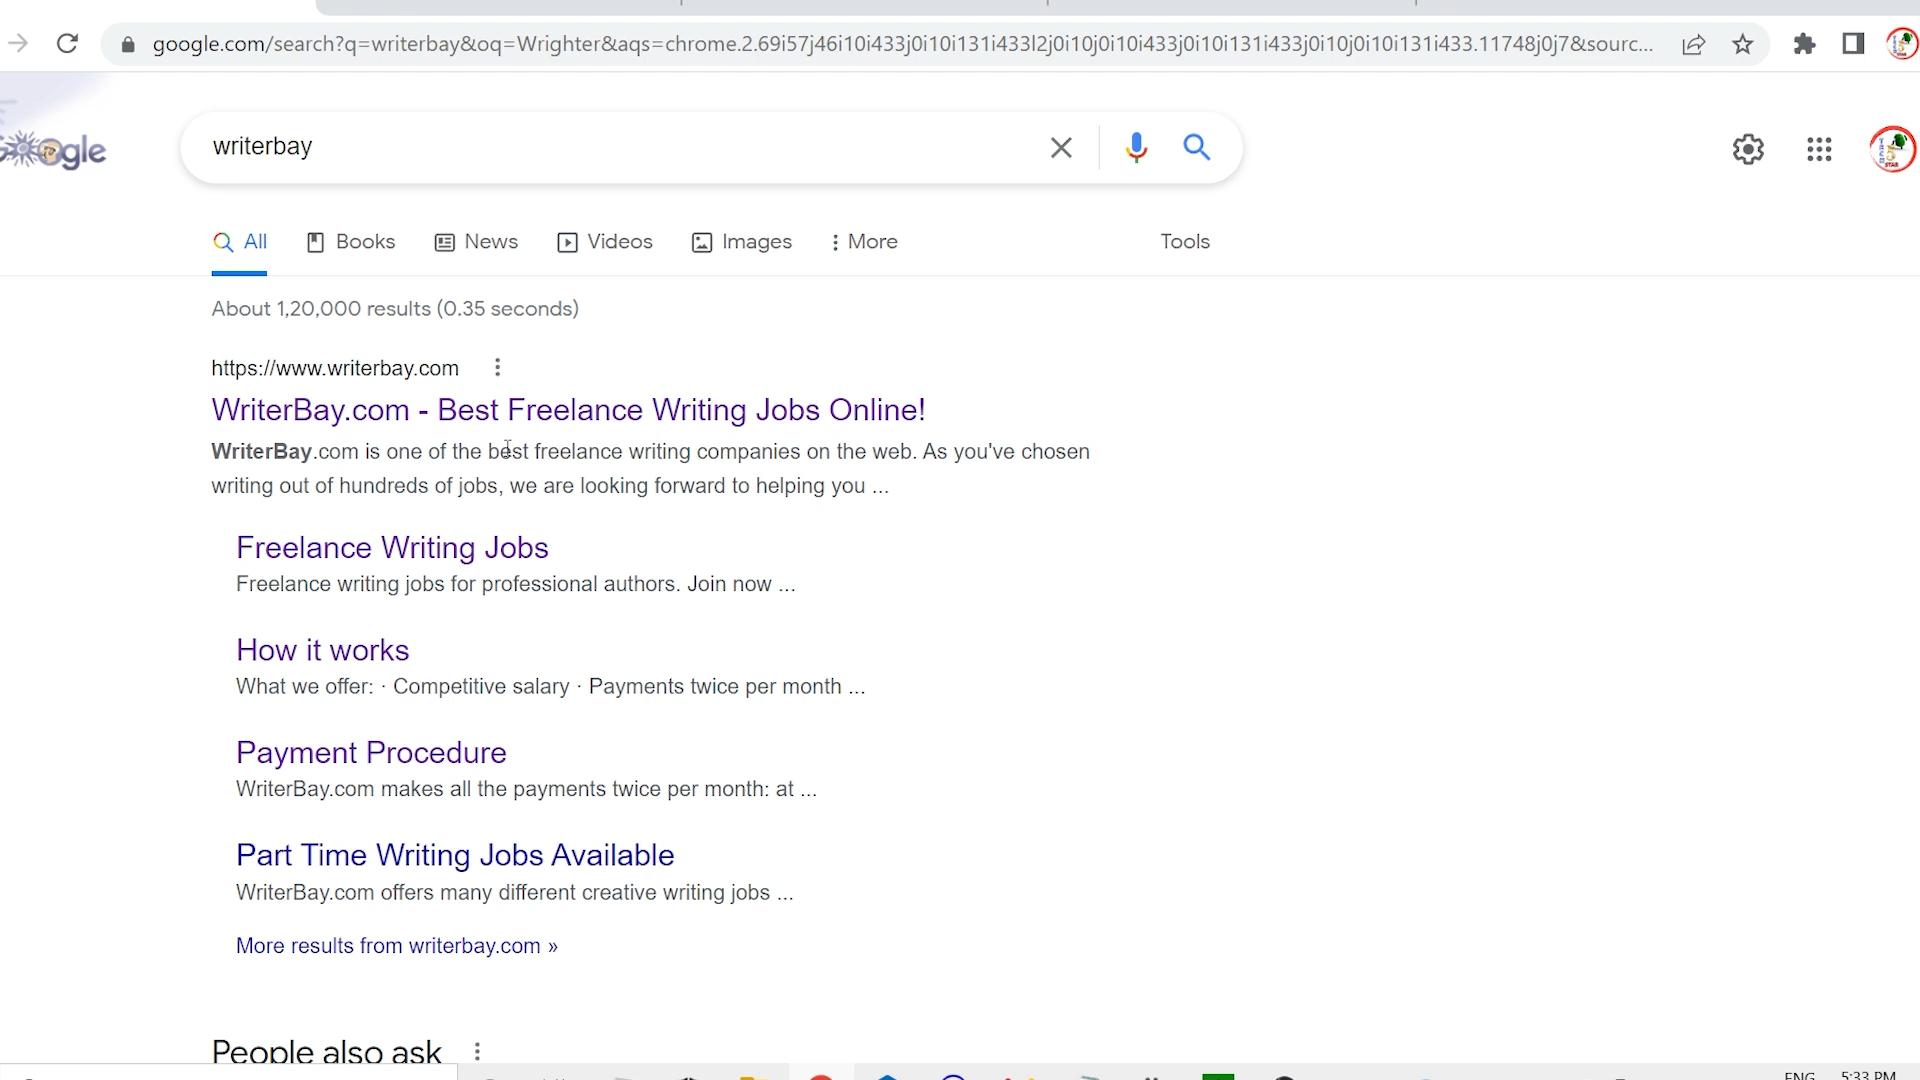 google.com/search?q=writerbay&oq=Wrighter&aqs=chrome.2.69i57j46i10i433j0i10i131i433l2j0i10j0i10i433j0i10i131i433j0i10j0i10i131i433.11748j0j7&sourc...
Google
writerbay
All Books News Videos Images More Tools
About 1,20,000 results (0.35 seconds)
https://www.writerbay.com
WriterBay.com - Best Freelance Writing Jobs Online!
WriterBay.com is one of the best freelance writing companies on the web. As you've chosen
writing out of hundreds of jobs, we are looking forward to helping you ...
Freelance Writing Jobs
Freelance writing jobs for professional authors. Join now ...
How it works
What we offer: · Competitive salary · Payments twice per month ...
Payment Procedure
WriterBay.com makes all the payments twice per month: at ...
Part Time Writing Jobs Available
WriterBay.com offers many different creative writing jobs ...
More results from writerbay.com »
People also ask
ENG 5:33 PM